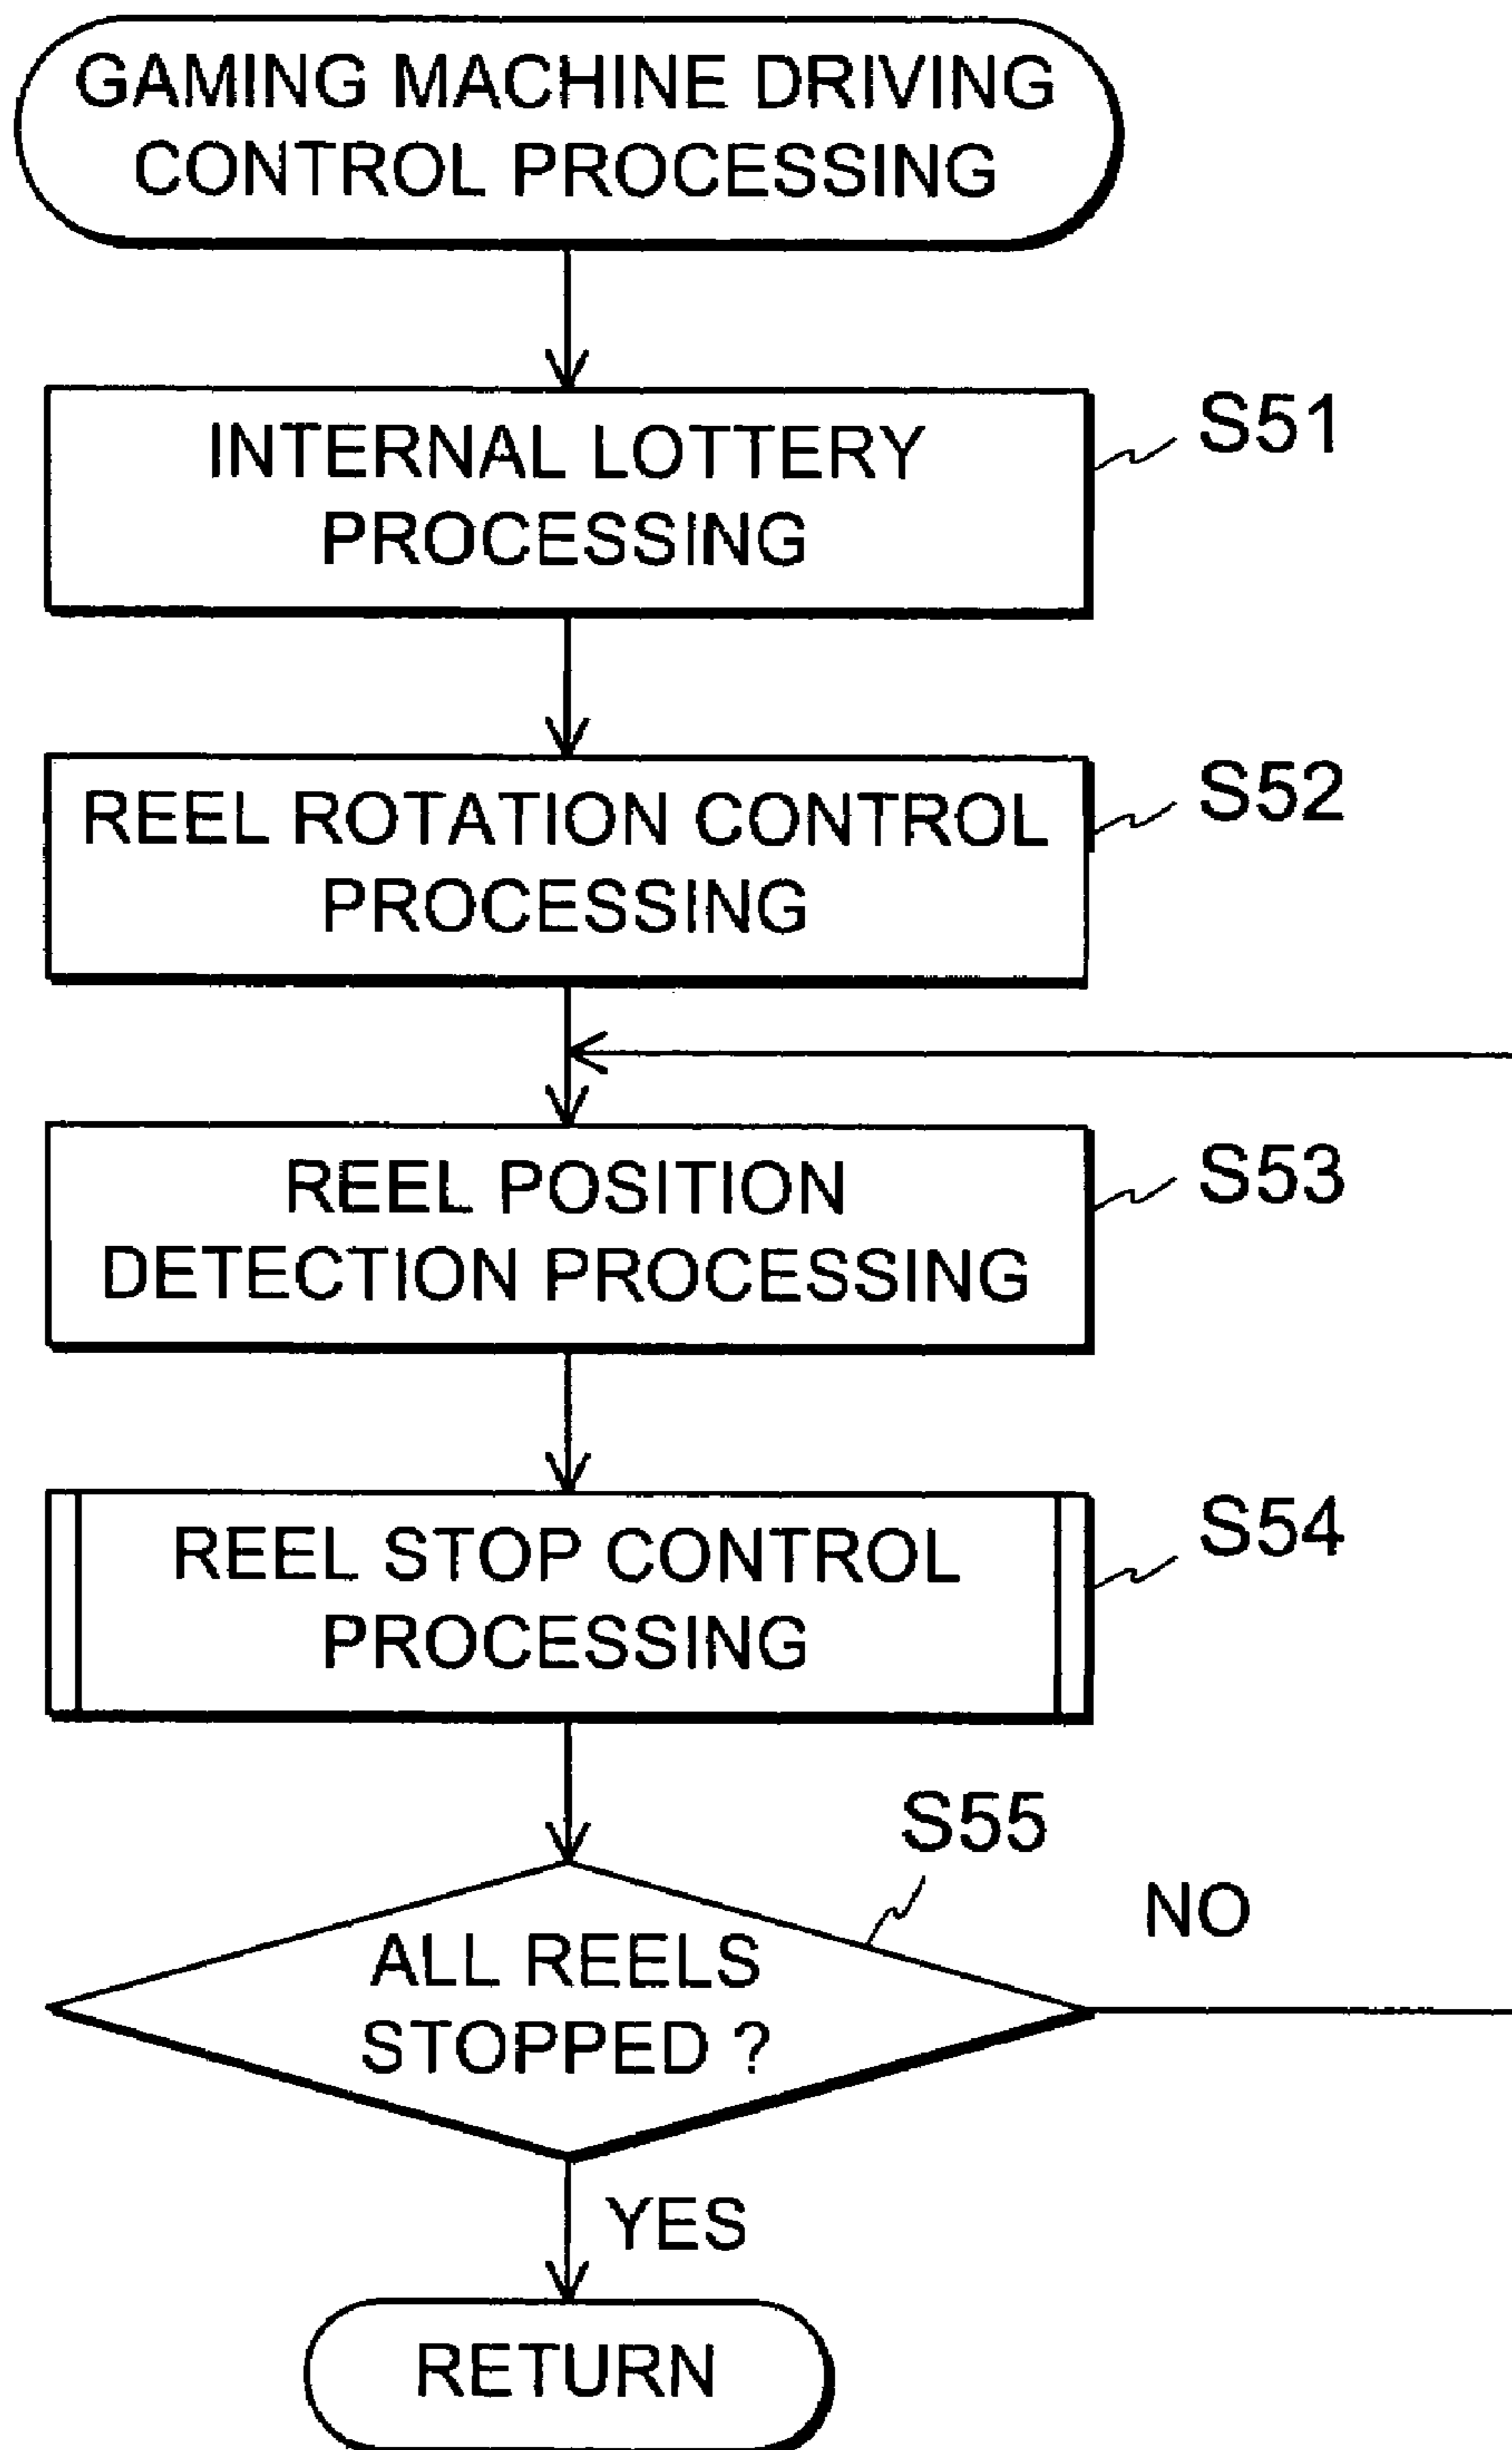 GAMING MACHINE DRIVING
CONTROL PROCESSING
INTERNAL LOTTERY
PROCESSING
S51
REEL ROTATION CONTROL
PROCESSING
S52
REEL POSITION
DETECTION PROCESSING
S53
REEL STOP CONTROL
PROCESSING
S54
S55
ALL REELS
STOPPED ?
NO
YES
RETURN